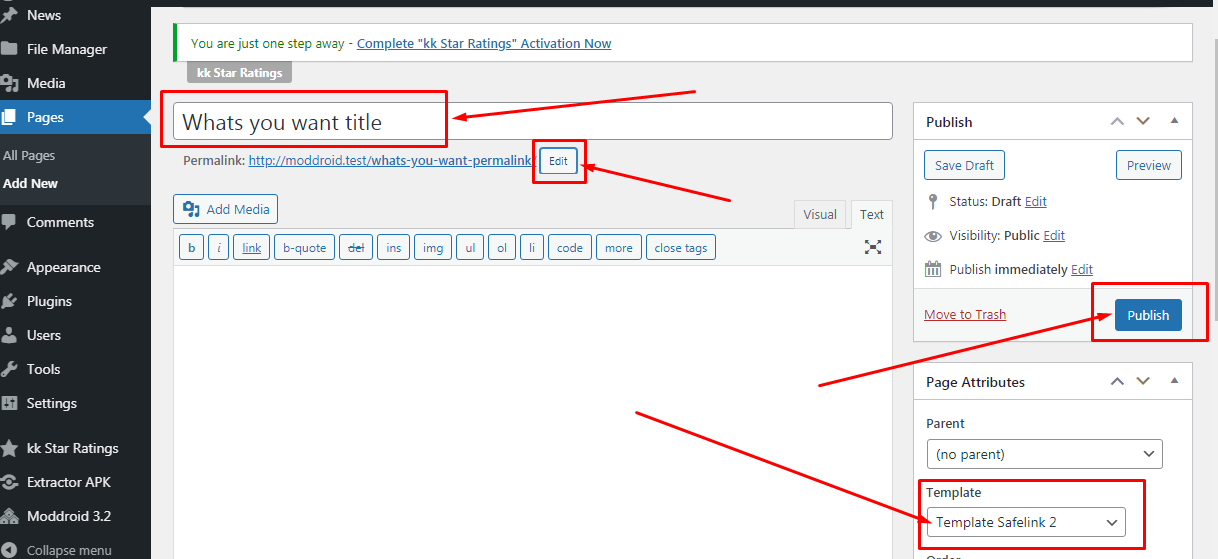 News
File Manager
Media
Pages
All Pages
Add New
Comments
Appearance
Plugins
Users
Tools
Settings
kk Star Ratings
Extractor APK
Moddroid 3.2
Collapse menu
You are just one step away - Complete "kk Star Ratings" Activation Now
kk Star Ratings
Whats you want title
Permalink: http://moddroid.test/whats-you-want-permalink/ Edit
Add Media
Visual Text
b i link b-quote del ins img ul ol li code more close tags
Publish
Save Draft Preview
Status: Draft Edit
Visibility: Public Edit
Publish immediately Edit
Move to Trash Publish
Page Attributes
Parent
(no parent)
Template
Template Safelink 2
Order